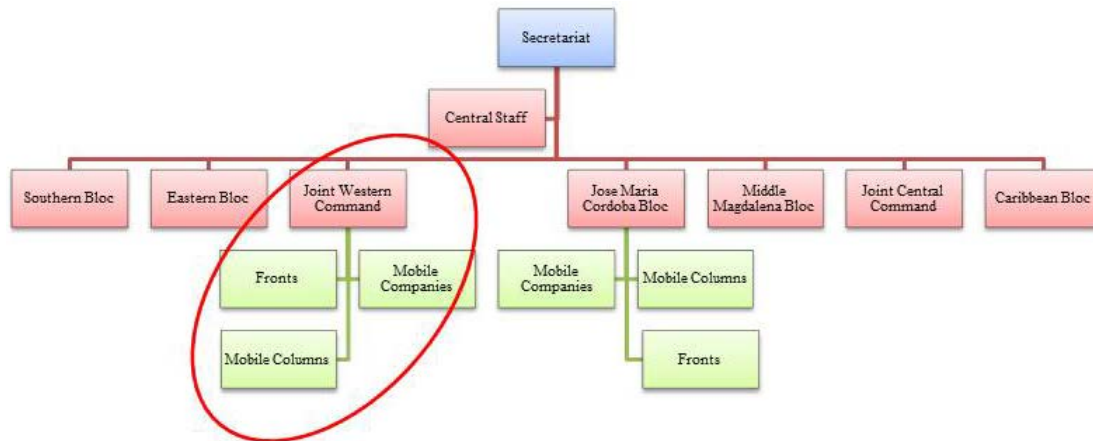 Secretariat
Central Staff
Southern Bloc
Eastern Bloc
Joint Western
Command
Jose Maria
Cordoba Bloc
Middle
Magdalena Bloc
Joint Central
Command
Caribbean Bloc
Fronts
Mobile
Companies
Mobile
Companies
Mobile Columns
Mobile Columns
Fronts